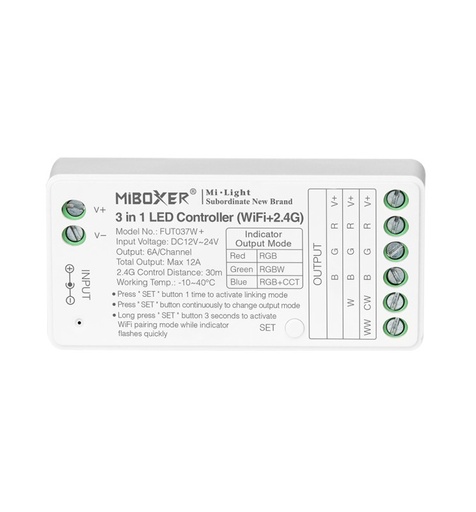 MIBOXER®
Mi·Light
Subordinate New Brand
3 in 1 LED Controller (WiFi+2.4G)
Model No.: FUT037W+
Input Voltage: DC12V~24V
Output: 6A/Channel
Total Output: Max 12A
2.4G Control Distance: 30m
Working Temp.: -10~40°C
Indicator
Output Mode
Red RGB
Green RGBW
Blue RGB+CCT
• Press " SET " button 1 time to activate linking mode
• Press " SET " button continuously to change output mode
• Long press " SET " button 3 seconds to activate
WiFi pairing mode while indicator
flashes quickly
SET
V+
V−
INPUT
OUTPUT
V+ R G B
V+ R G B W
V+ R G B CW WW